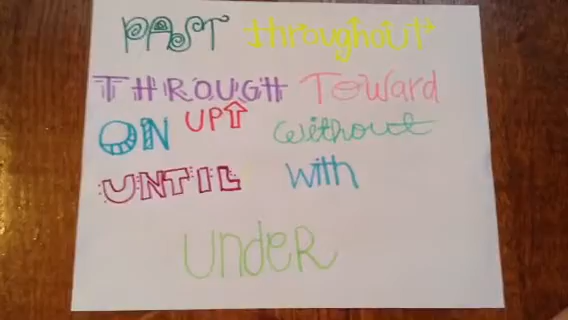 PAST throughout
THROUGH Toward
ON UP without
UNTIL with
UndeR